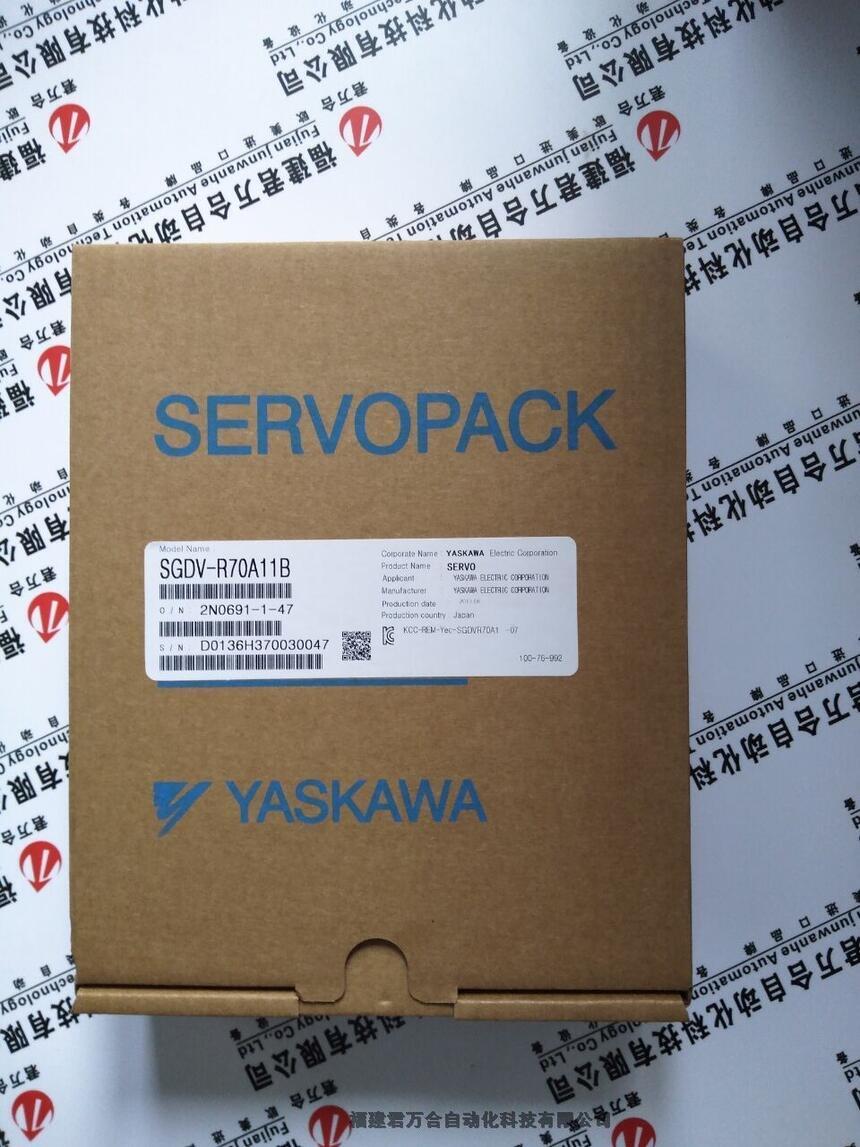 SERVOPACK
Model Name
SGDV-R70A11B
O/N 2N0691-1-47
S/N D0136H370030047
Corporate Name : YASKAWA Electric Corporation
Product Name : SERVO
Applicant YASKAWA ELECTRIC CORPORATION
Manufacturer YASKAWA ELECTRIC CORPORATION
Production date :
Production country : Japan
KCC-REM-Yec-SGDVR70A1 -07
100-76-992
YASKAWA
福建君万合自动化科技有限公司
Fujian junwanhe Automation Technology Co., Ltd
福建君万合自动化科技有限公司